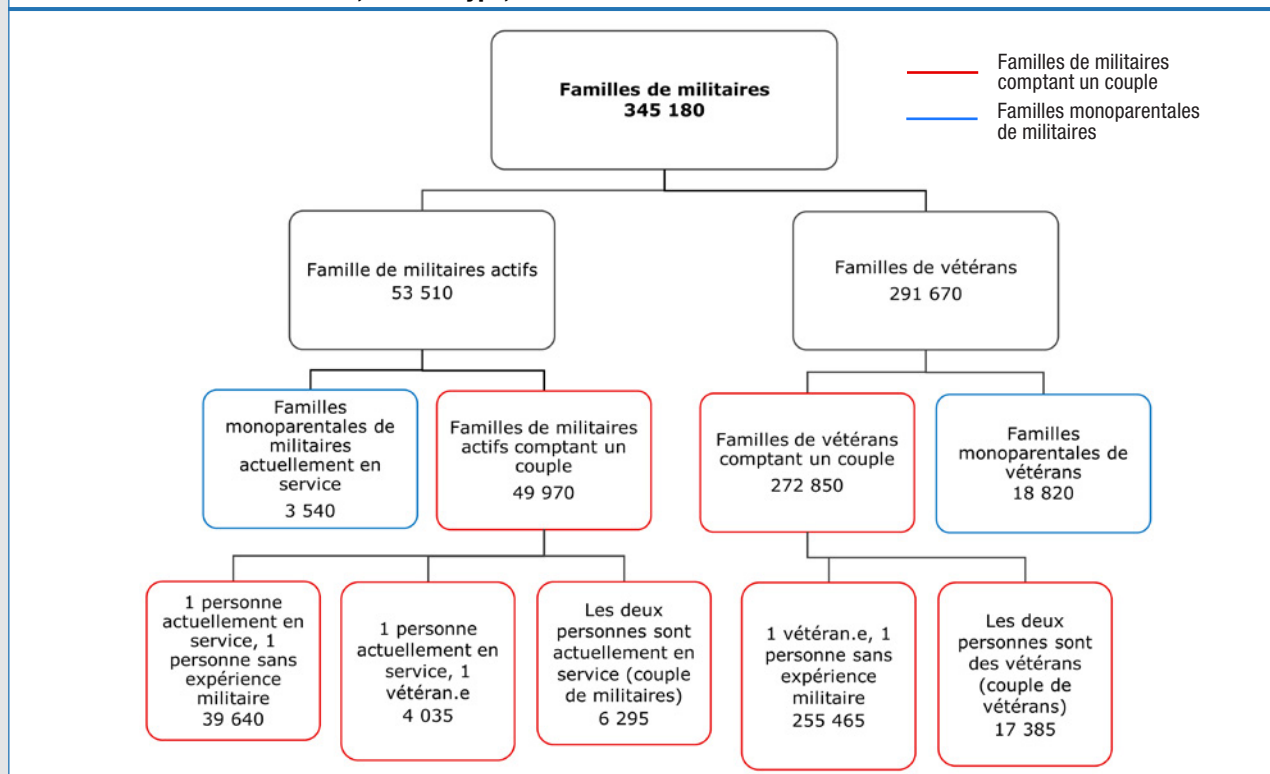 Familles de militaires
345 180
Familles de militaires
comptant un couple
Familles monoparentales
de militaires
Famille de militaires actifs
53 510
Familles de vétérans
291 670
Familles
monoparentales de
militaires
actuellement en
service
3 540
Familles de militaires
actifs comptant un
couple
49 970
Familles de vétérans
comptant un couple
272 850
Familles
monoparentales de
vétérans
18 820
1 personne
actuellement en
service, 1
personne sans
expérience
militaire
39 640
1 personne
actuellement en
service, 1
vétéran.e
4 035
Les deux
personnes sont
actuellement en
service (couple
de militaires)
6 295
1 vétéran.e, 1
personne sans
expérience
militaire
255 465
Les deux
personnes sont
des vétérans
(couple de
vétérans)
17 385